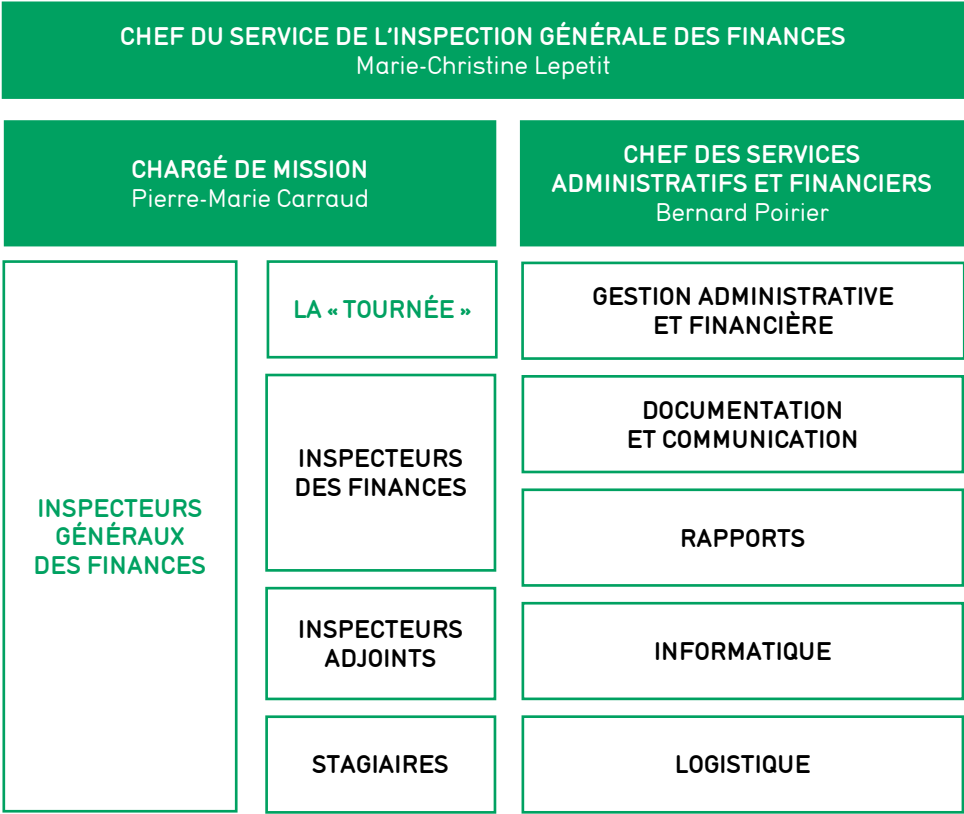 CHEF DU SERVICE DE L'INSPECTION GÉNÉRALE DES FINANCES
Marie-Christine Lepetit
CHARGÉ DE MISSION
Pierre-Marie Carraud
CHEF DES SERVICES
ADMINISTRATIFS ET FINANCIERS
Bernard Poirier
INSPECTEURS
GÉNÉRAUX
DES FINANCES
LA « TOURNÉE »
INSPECTEURS
DES FINANCES
INSPECTEURS
ADJOINTS
STAGIAIRES
GESTION ADMINISTRATIVE
ET FINANCIÈRE
DOCUMENTATION
ET COMMUNICATION
RAPPORTS
INFORMATIQUE
LOGISTIQUE